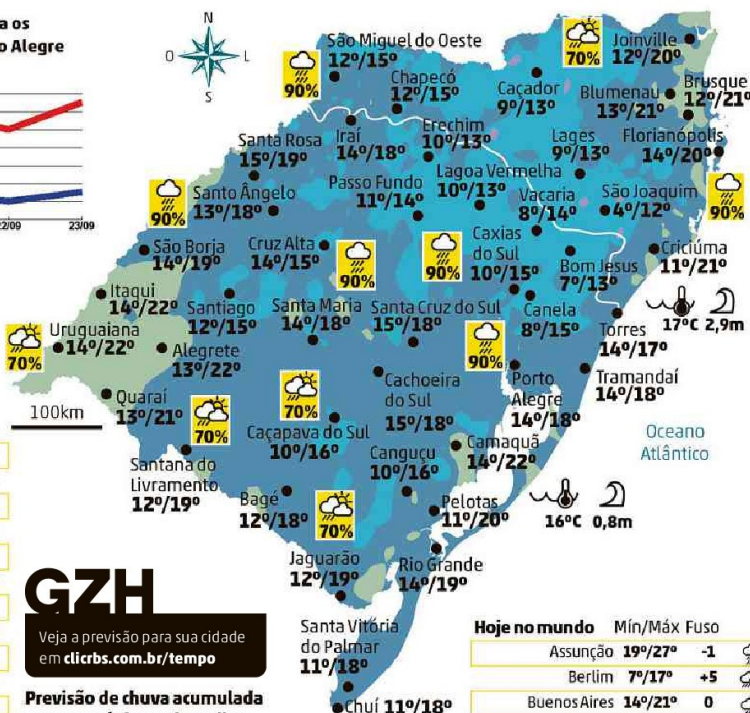 a os
o Alegre
22/09
23/09
N
O
L
S
São Miguel do Oeste
12º/15º
90%
Chapecó
12º/15º
70%
Joinville
12º/20º
Caçador
9º/13º
Blumenau
13º/21º
Brusque
12º/21º
Santa Rosa
15º/19º
Iraí
14º/18º
Erechim
10º/13º
Lages
9º/13º
Florianópolis
14º/20º
90%
Santo Ângelo
13º/18º
Passo Fundo
11º/14º
Lagoa Vermelha
10º/13º
Vacaria
8º/14º
São Joaquim
4º/12º
90%
São Borja
14º/19º
Cruz Alta
14º/15º
90%
90%
Caxias
do Sul
10º/15º
Bom Jesus
7º/13º
Criciúma
11º/21º
Itaqui
14º/22º
Santiago
12º/15º
Santa Maria
14º/18º
Santa Cruz do Sul
15º/18º
Canela
8º/15º
17ºC 2,9m
70%
Uruguaiana
14º/22º
Alegrete
13º/22º
90%
Torres
14º/17º
Quaraí
13º/21º
100km
70%
70%
Cachoeira
do Sul
15º/18º
Porto
Alegre
14º/18º
Tramandaí
14º/18º
Caçapava do Sul
10º/16º
Oceano
Atlântico
Santana do
Livramento
12º/19º
Canguçu
10º/16º
Camaquã
14º/22º
Bagé
12º/18º
70%
Pelotas
11º/20º
16ºC 0,8m
Jaguarão
12º/19º
Rio Grande
14º/19º
GZH
Veja a previsão para sua cidade
em clicrbs.com.br/tempo
Santa Vitória
do Palmar
11º/18º
Chuí 11º/18º
Previsão de chuva acumulada
Hoje no mundo Mín/Máx Fuso
Assunção 19º/27º -1
Berlim 7º/17º +5
Buenos Aires 14º/21º 0